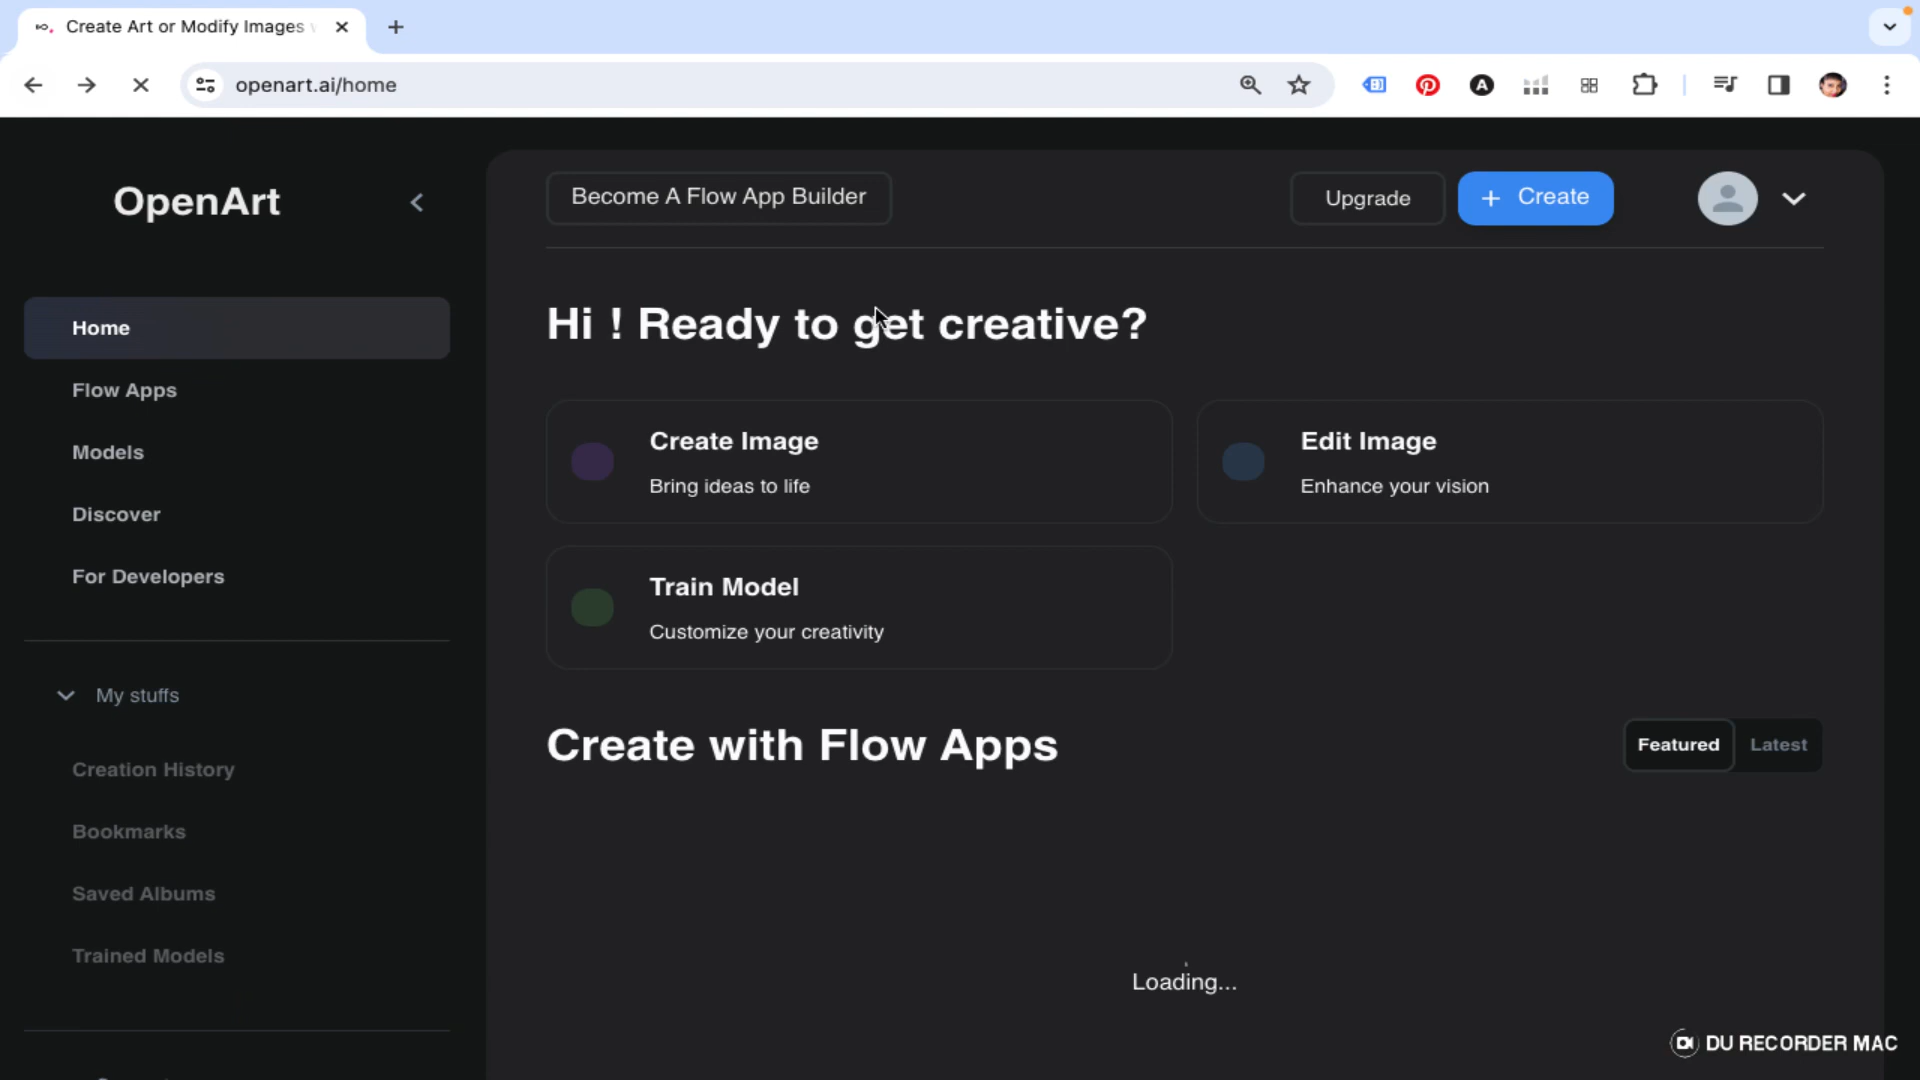 Create Art or Modify Images
openart.ai/home
OpenArt
Become A Flow App Builder
Upgrade
+ Create
Home
Flow Apps
Models
Discover
For Developers
My stuffs
Creation History
Bookmarks
Saved Albums
Trained Models
Hi ! Ready to get creative?
Create Image
Bring ideas to life
Edit Image
Enhance your vision
Train Model
Customize your creativity
Create with Flow Apps
Featured
Latest
Loading...
DU RECORDER MAC